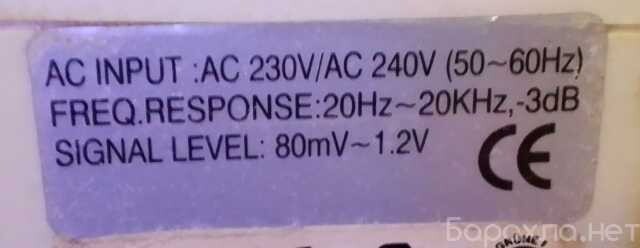 AC INPUT :AC 230V/AC 240V (50~60Hz)
FREQ.RESPONSE:20Hz~20KHz,-3dB
SIGNAL LEVEL: 80mV~1.2V
CE
Барохла.нет